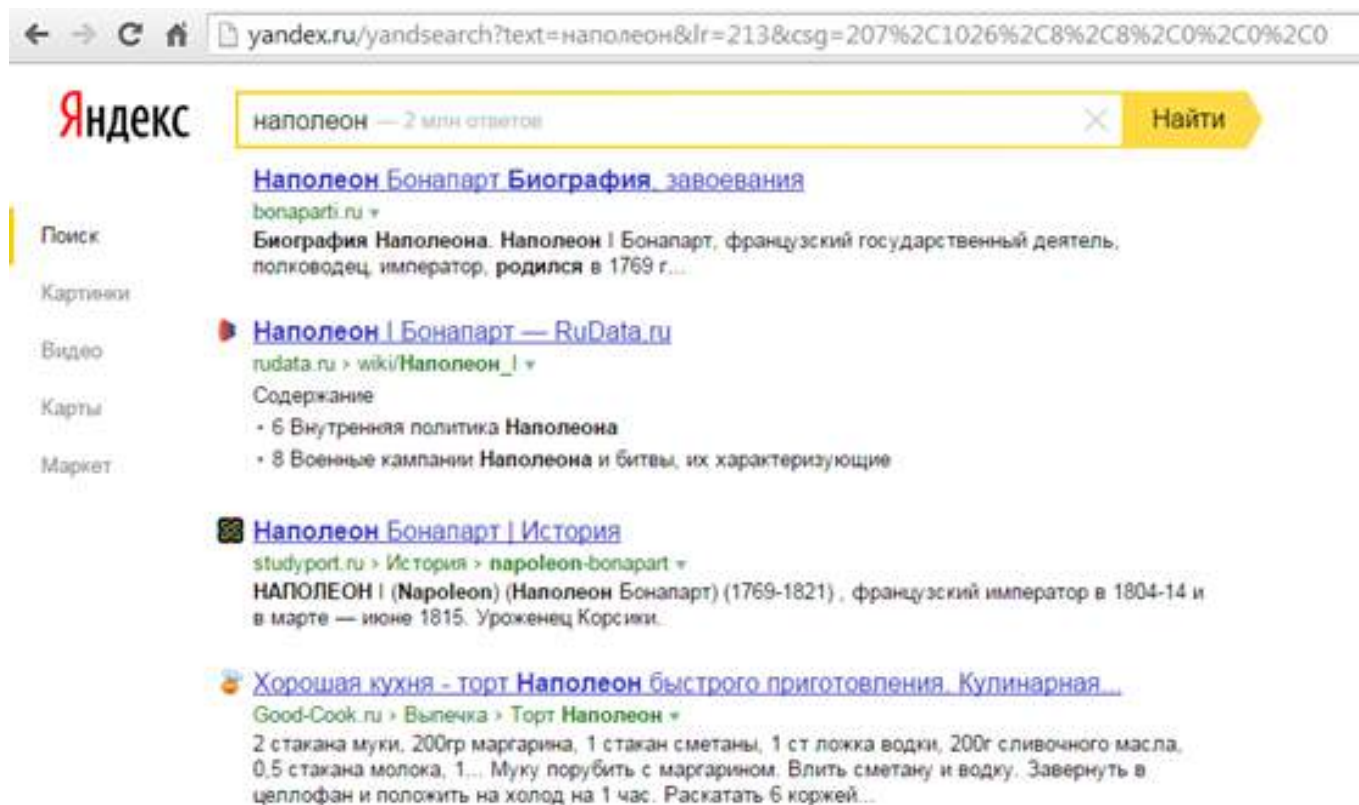 yandex.ru/yandsearch?text=наполеон&lr=213&csg=207%2C1026%2C8%2C8%2C0%2C0%2C0
Яндекс
наполеон — 2 млн ответов
Найти
Поиск
Картинки
Видео
Карты
Маркет
Наполеон Бонапарт Биография, завоевания
bonaparti.ru
Биография Наполеона. Наполеон I Бонапарт, французский государственный деятель,
полководец, император, родился в 1769 г...
Наполеон I Бонапарт — RuData.ru
rudata.ru › wiki/Наполеон_I
Содержание
• 6 Внутренняя политика Наполеона
• 8 Военные кампании Наполеона и битвы, их характеризующие
Наполеон Бонапарт | История
studyport.ru › История › napoleon-bonapart
НАПОЛЕОН I (Napoleon) (Наполеон Бонапарт) (1769-1821) , французский император в 1804-14 и
в марте — июне 1815. Уроженец Корсики.
Хорошая кухня - торт Наполеон быстрого приготовления. Кулинарная...
Good-Cook.ru › Выпечка › Торт Наполеон
2 стакана муки, 200гр маргарина, 1 стакан сметаны, 1 ст ложка водки, 200г сливочного масла,
0,5 стакана молока, 1... Муку порубить с маргарином. Влить сметану и водку. Завернуть в
целлофан и положить на холод на 1 час. Раскатать 6 коржей...